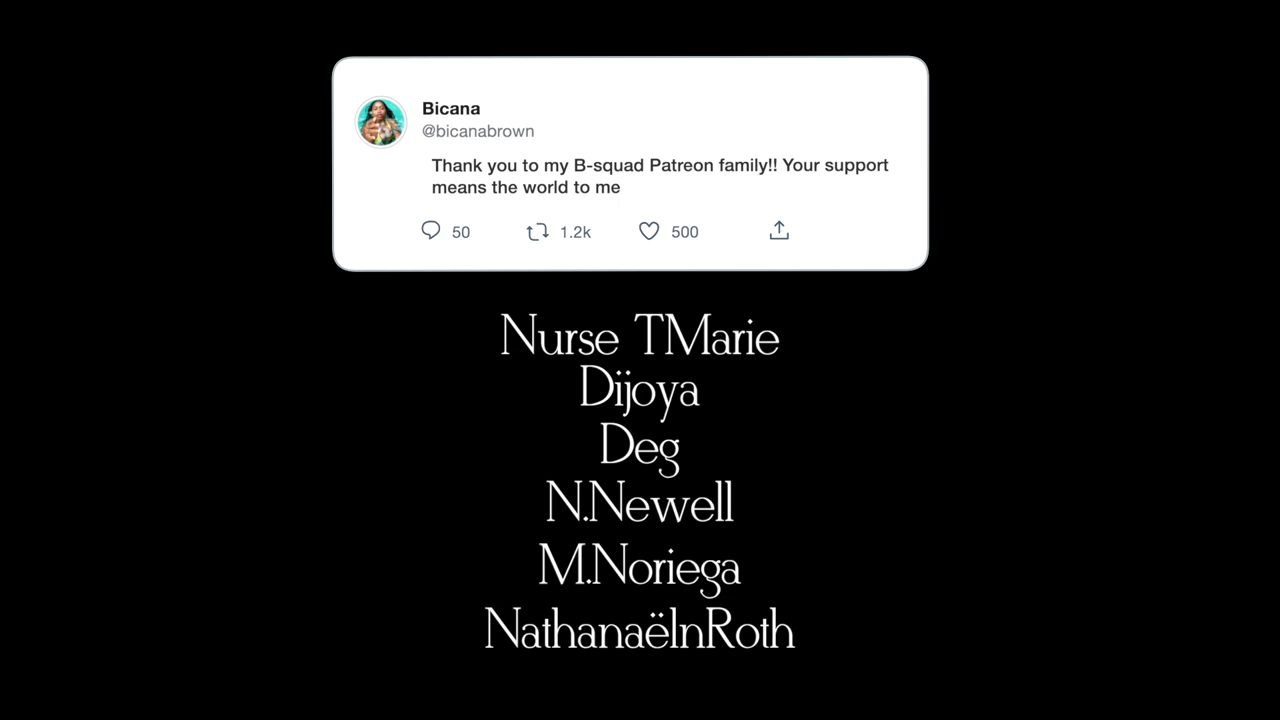 Bicana
@bicanabrown
Thank you to my B-squad Patreon family!! Your support
means the world to me
50 1.2k 500
Nurse TMarie
Dijoya
Deg
N.Newell
M.Noriega
NathanaëlnRoth